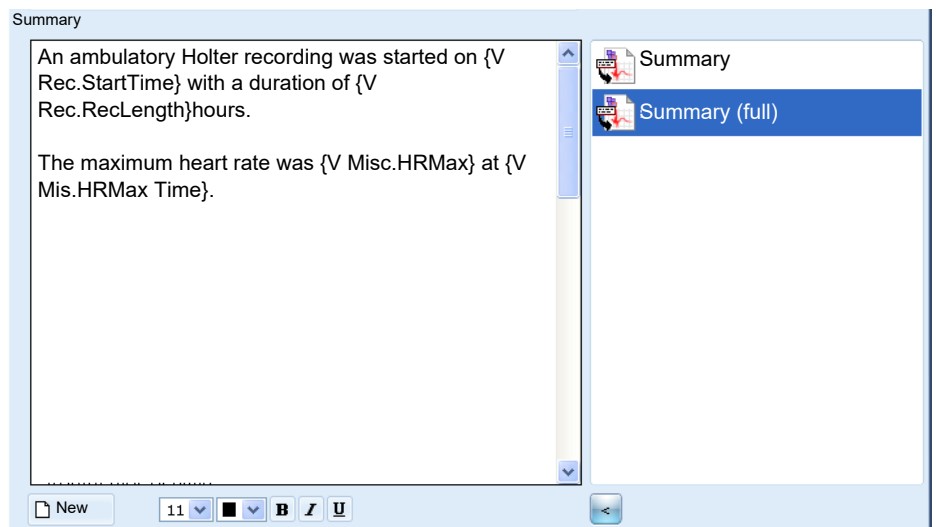 Summary
An ambulatory Holter recording was started on {V
Rec.StartTime} with a duration of {V
Rec.RecLength}hours.
The maximum heart rate was {V Misc.HRMax} at {V
Mis.HRMax Time}.
Summary
Summary (full)
New
11
B I U
<